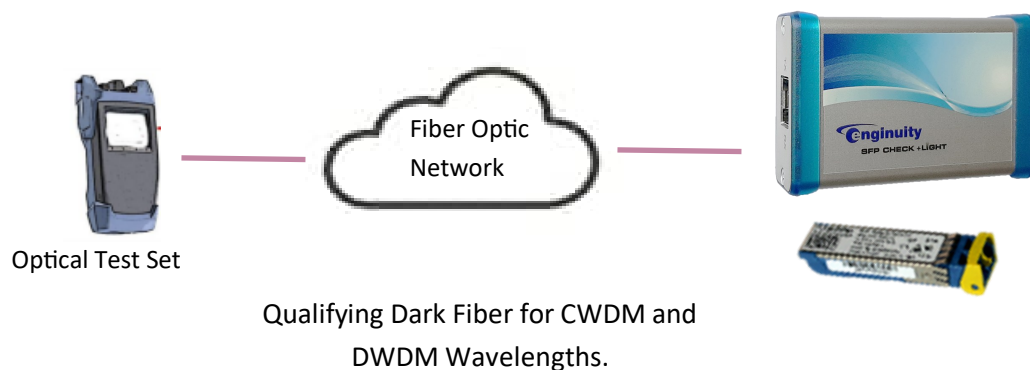 Fiber Optic
Network
enginuity
SFP CHECK +LIGHT
Optical Test Set
Qualifying Dark Fiber for CWDM and
DWDM Wavelengths.